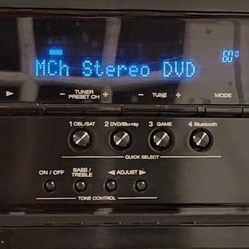 60
MCh Stereo DVD
− TUNER PRESET CH +
− TUNE +
MODE
1 CBL/SAT
2 DVD/Blu-ray
3 GAME
4 Bluetooth
QUICK SELECT
ON / OFF
BASS / TREBLE
◀ ADJUST ▶
TONE CONTROL